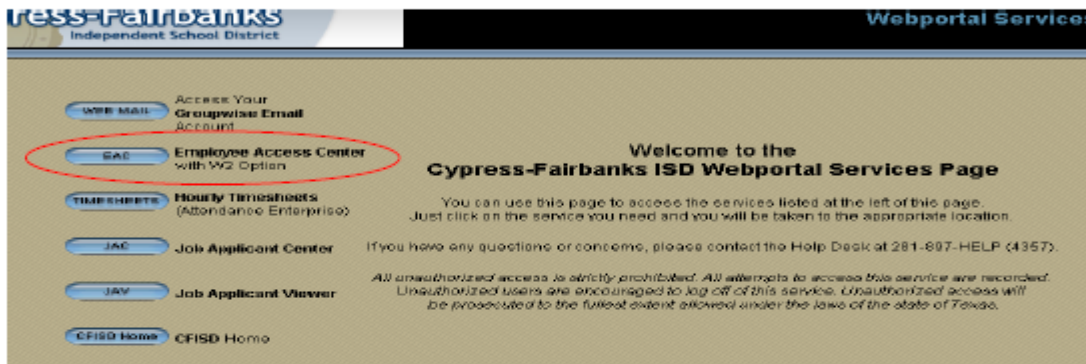 ress-Fairbanks
Independent School District
Webportal Services
WEB MAIL
Access Your
Groupwise Email
Account
EAC
Employee Access Center
with W2 Option
TIMESHEETS
Hourly Timesheets
(Attendance Enterprise)
JAC
Job Applicant Center
JAV
Job Applicant Viewer
CFISD Home
CFISD Home
Welcome to the
Cypress-Fairbanks ISD Webportal Services Page
You can use this page to access the services listed at the left of this page.
Just click on the service you need and you will be taken to the appropriate location.
If you have any questions or concerns, please contact the Help Desk at 281-897-HELP (4357).
All unauthorized access is strictly prohibited. All attempts to access this service are recorded.
Unauthorized users are encouraged to log off of this service. Unauthorized access will
be prosecuted to the fullest extent allowed under the laws of the state of Texas.